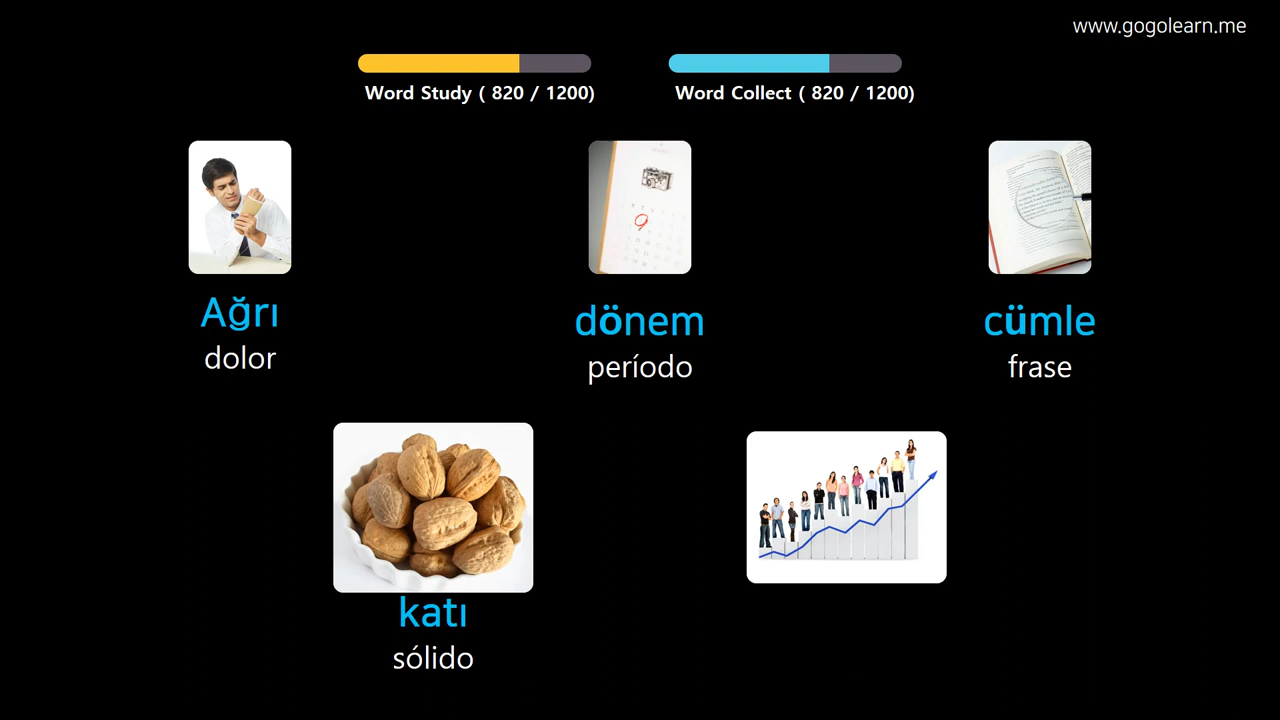 www.gogolearn.me
Word Study ( 820 / 1200)
Word Collect ( 820 / 1200)
Ağrı
dolor
dönem
período
cümle
frase
katı
sólido